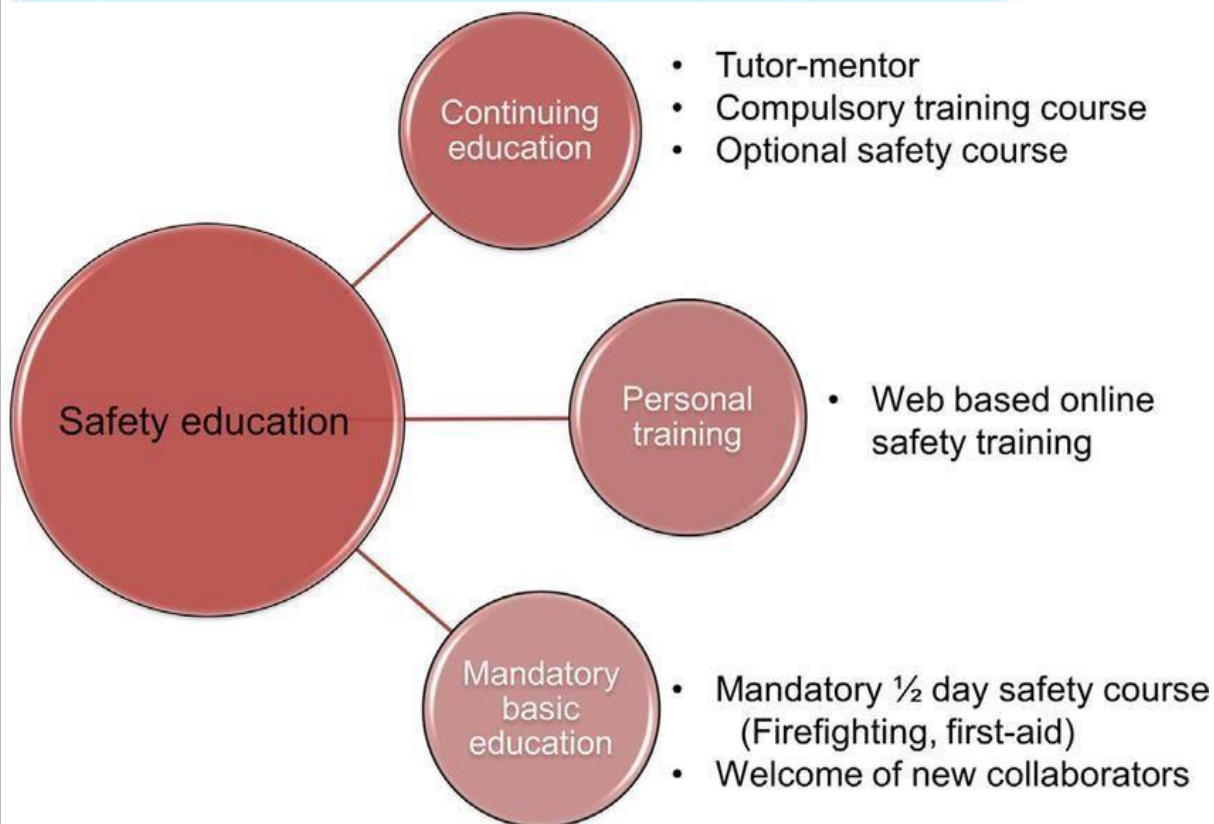 Continuing
education
• Tutor-mentor
• Compulsory training course
• Optional safety course
Safety education
Personal
training
• Web based online
safety training
Mandatory
basic
education
• Mandatory ½ day safety course
(Firefighting, first-aid)
• Welcome of new collaborators